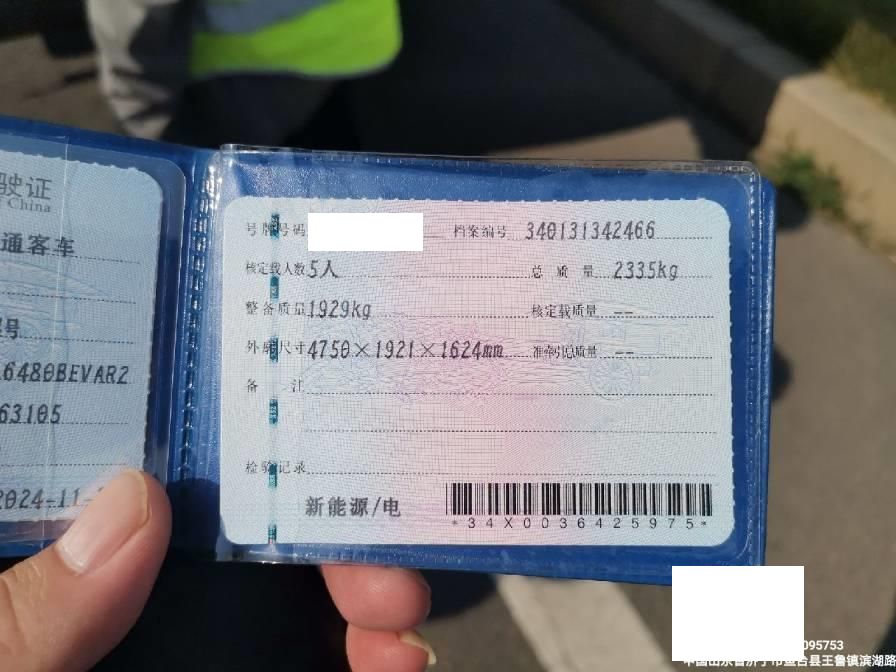 驶证
f China
通客车
号
6480BEVAR2
63105
2024-11-
号牌号码 档案编号 340131342466
核定载人数 5人 总质量 2335kg
整备质量 1929kg 核定载质量 --
外廓尺寸 4750×1921×1624mm 准牵引总质量 --
备注
检验记录
新能源/电
*34X0036425975*
095753
中国山东省济宁市鱼台县王鲁镇滨湖路